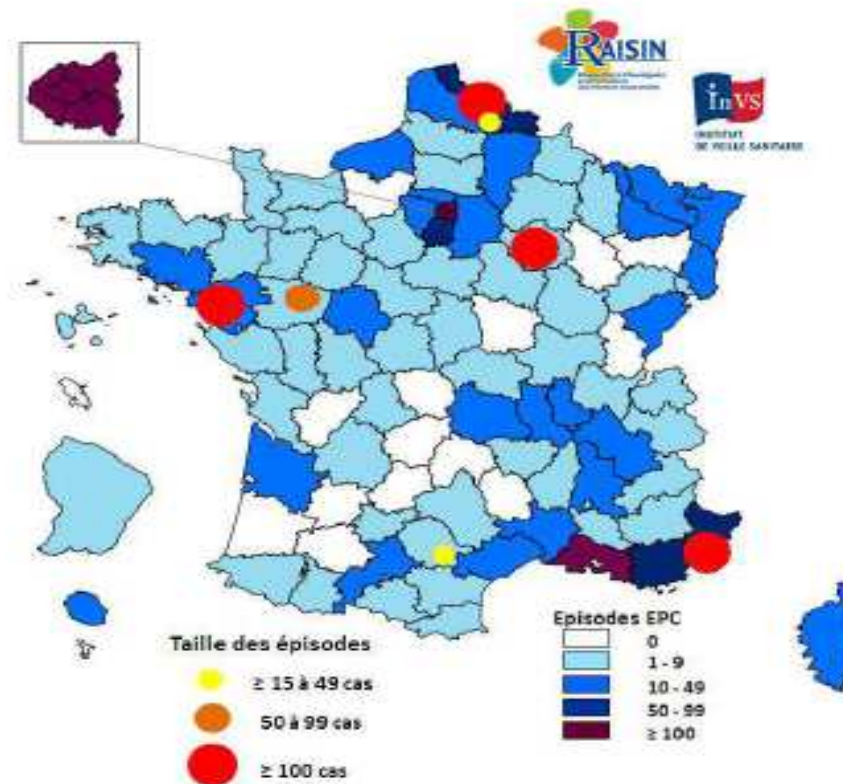 RAISIN
InVS
INSTITUT
DE VEILLE SANITAIRE
Taille des épisodes
≥ 15 à 49 cas
50 à 99 cas
≥ 100 cas
Episodes EPC
0
1 - 9
10 - 49
50 - 99
≥ 100